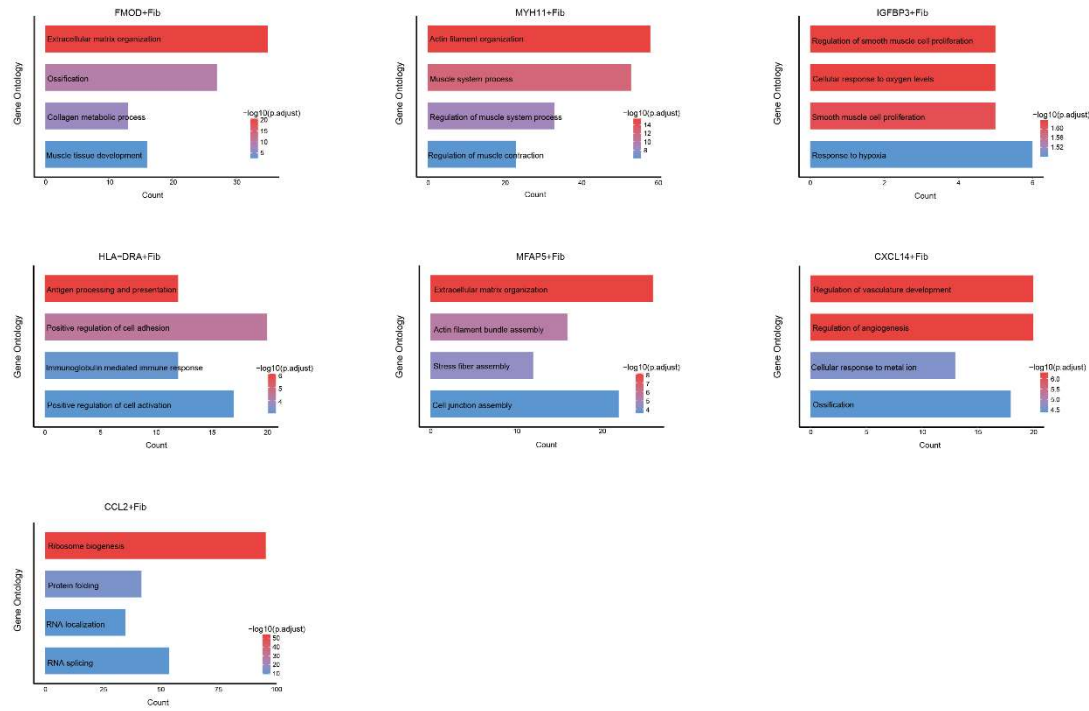 FMOD+Fib
Gene Ontology
Extracellular matrix organization
Ossification
Collagen metabolic process
Muscle tissue development
−log10(p.adjust)
20
15
10
5
0 10 20 30
Count
MYH11+Fib
Gene Ontology
Actin filament organization
Muscle system process
Regulation of muscle system process
Regulation of muscle contraction
−log10(p.adjust)
14
12
10
8
0 20 40 60
Count
IGFBP3+Fib
Gene Ontology
Regulation of smooth muscle cell proliferation
Cellular response to oxygen levels
Smooth muscle cell proliferation
Response to hypoxia
−log10(p.adjust)
1.60
1.56
1.52
0 2 4 6
Count
HLA−DRA+Fib
Gene Ontology
Antigen processing and presentation
Positive regulation of cell adhesion
Immunoglobulin mediated immune response
Positive regulation of cell activation
−log10(p.adjust)
6
5
4
0 5 10 15 20
Count
MFAP5+Fib
Gene Ontology
Extracellular matrix organization
Actin filament bundle assembly
Stress fiber assembly
Cell junction assembly
−log10(p.adjust)
8
7
6
5
4
0 10 20
Count
CXCL14+Fib
Gene Ontology
Regulation of vasculature development
Regulation of angiogenesis
Cellular response to metal ion
Ossification
−log10(p.adjust)
6.0
5.5
5.0
4.5
0 5 10 15 20
Count
CCL2+Fib
Gene Ontology
Ribosome biogenesis
Protein folding
RNA localization
RNA splicing
−log10(p.adjust)
50
40
30
20
10
0 25 50 75 100
Count